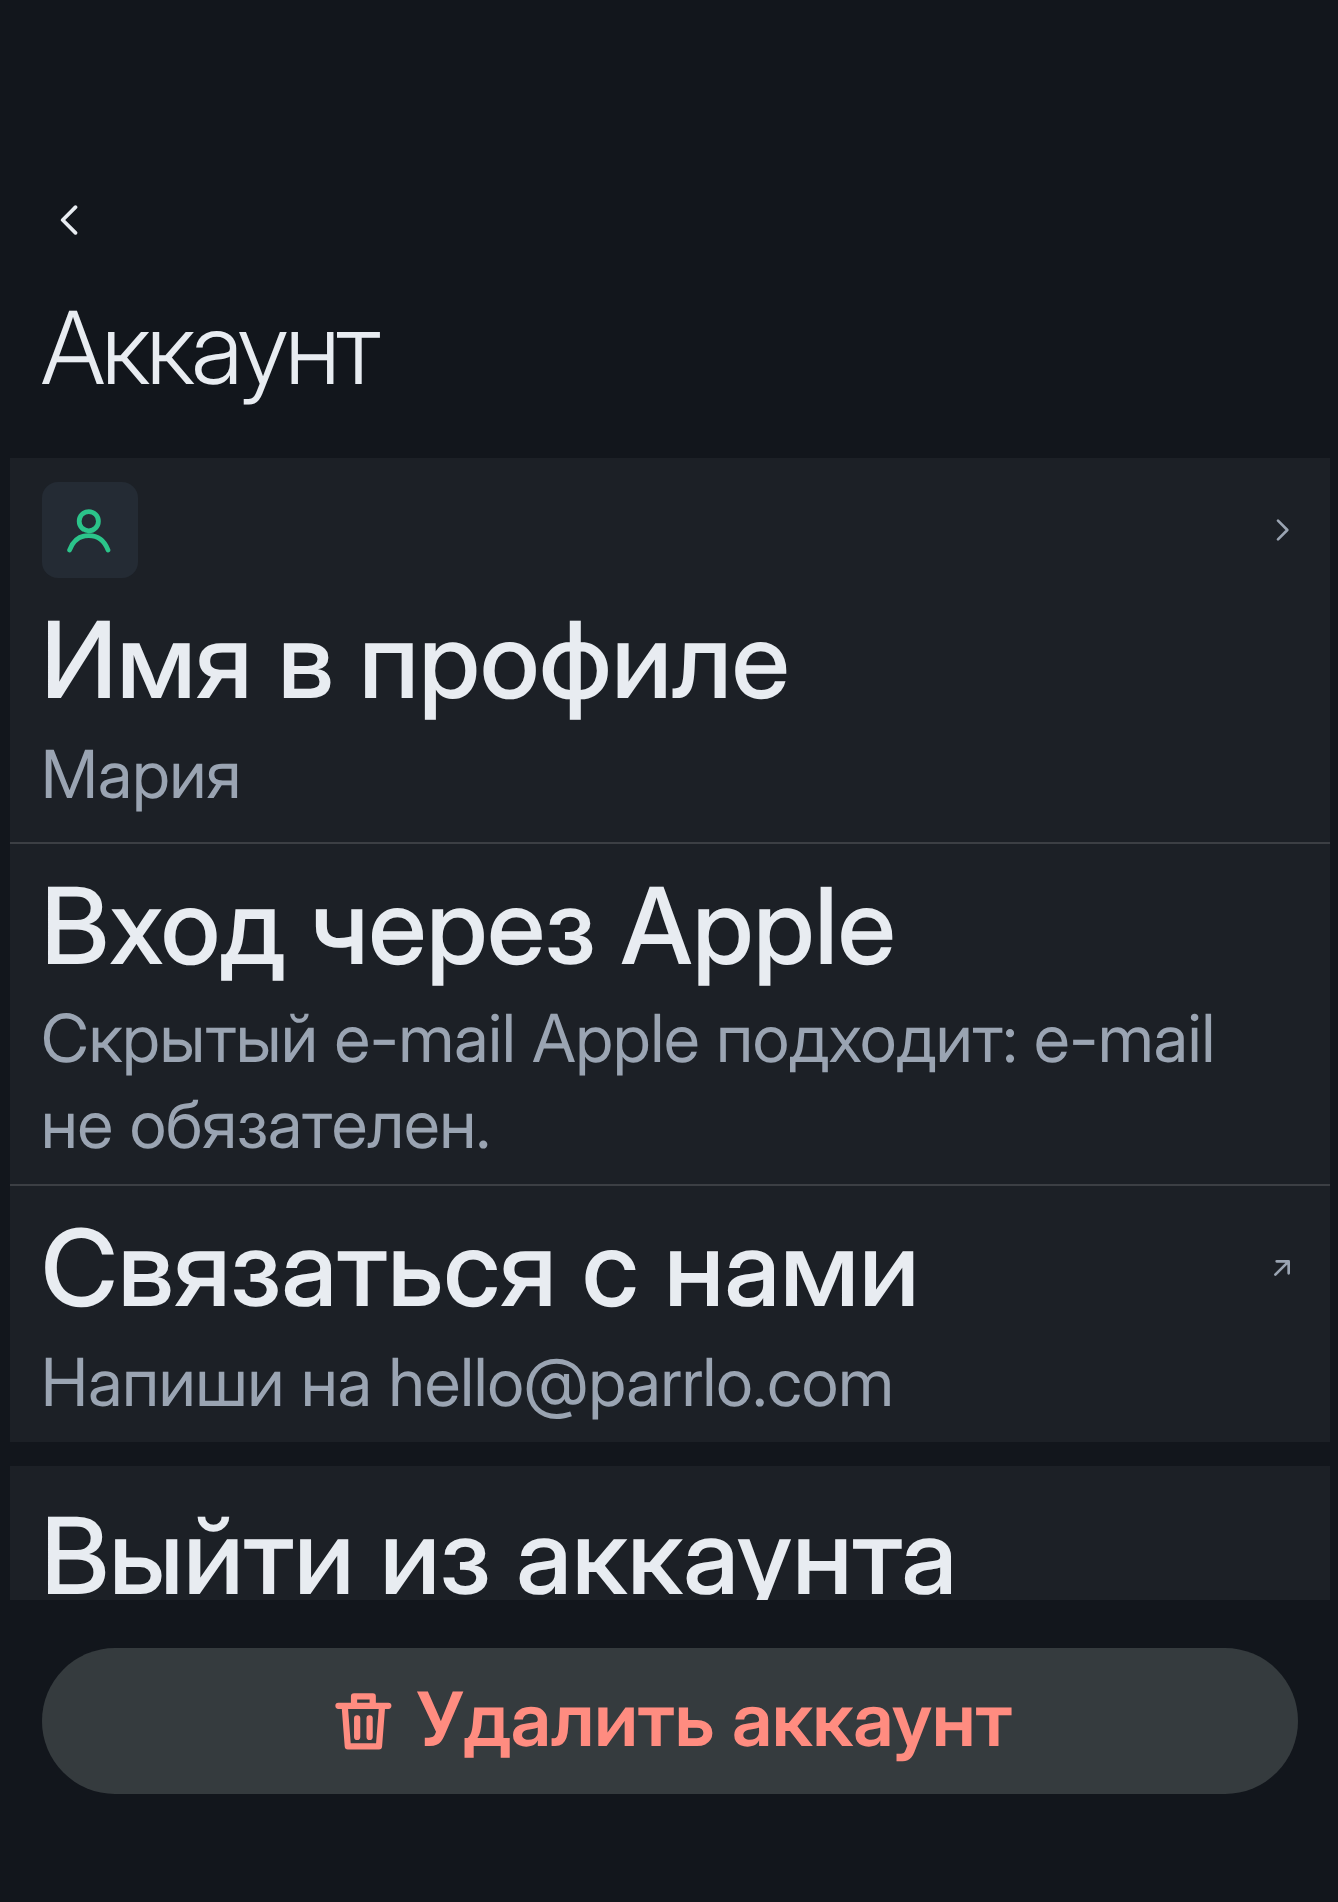 Аккаунт
Имя в профиле
Мария
Вход через Apple
Скрытый e-mail Apple подходит: e-mail
не обязателен.
Связаться с нами
Напиши на hello@parrlo.com
Выйти из аккаунта
Удалить аккаунт